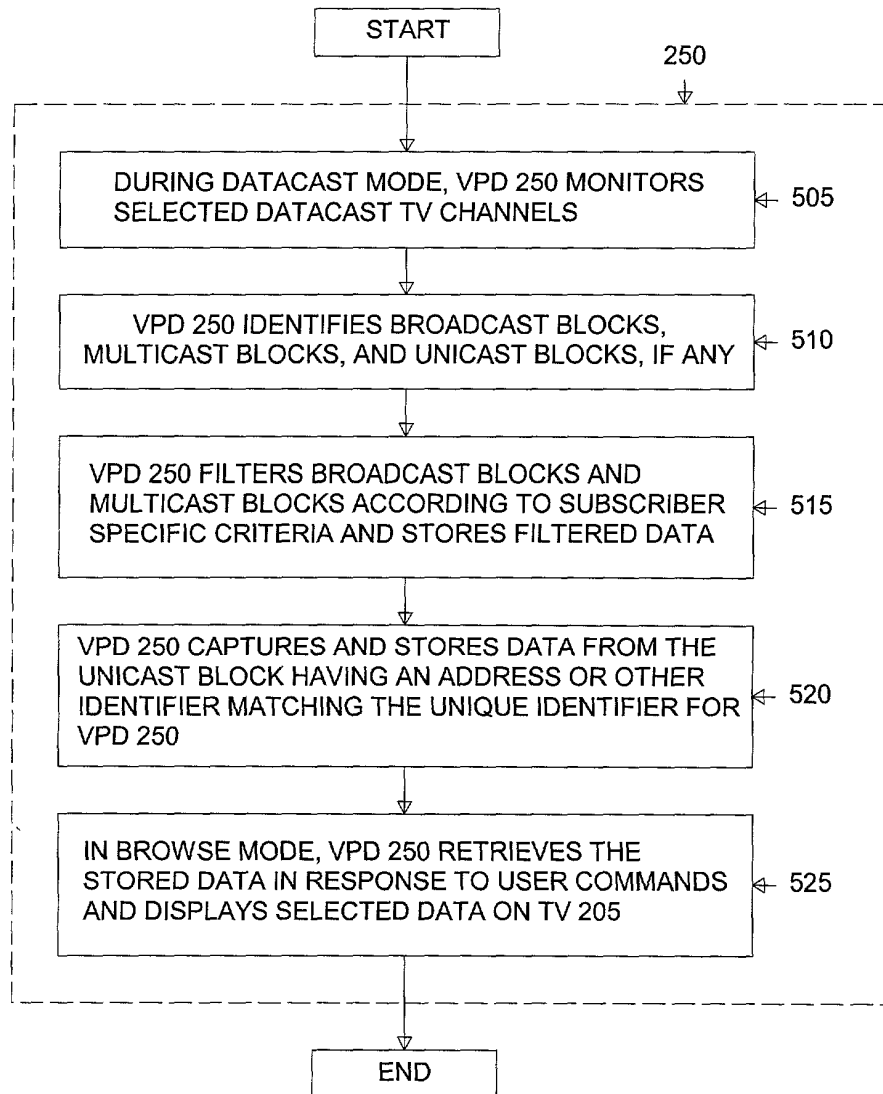 START
250
DURING DATACAST MODE, VPD 250 MONITORS
SELECTED DATACAST TV CHANNELS
505
VPD 250 IDENTIFIES BROADCAST BLOCKS,
MULTICAST BLOCKS, AND UNICAST BLOCKS, IF ANY
510
VPD 250 FILTERS BROADCAST BLOCKS AND
MULTICAST BLOCKS ACCORDING TO SUBSCRIBER
SPECIFIC CRITERIA AND STORES FILTERED DATA
515
VPD 250 CAPTURES AND STORES DATA FROM THE
UNICAST BLOCK HAVING AN ADDRESS OR OTHER
IDENTIFIER MATCHING THE UNIQUE IDENTIFIER FOR
VPD 250
520
IN BROWSE MODE, VPD 250 RETRIEVES THE
STORED DATA IN RESPONSE TO USER COMMANDS
AND DISPLAYS SELECTED DATA ON TV 205
525
END